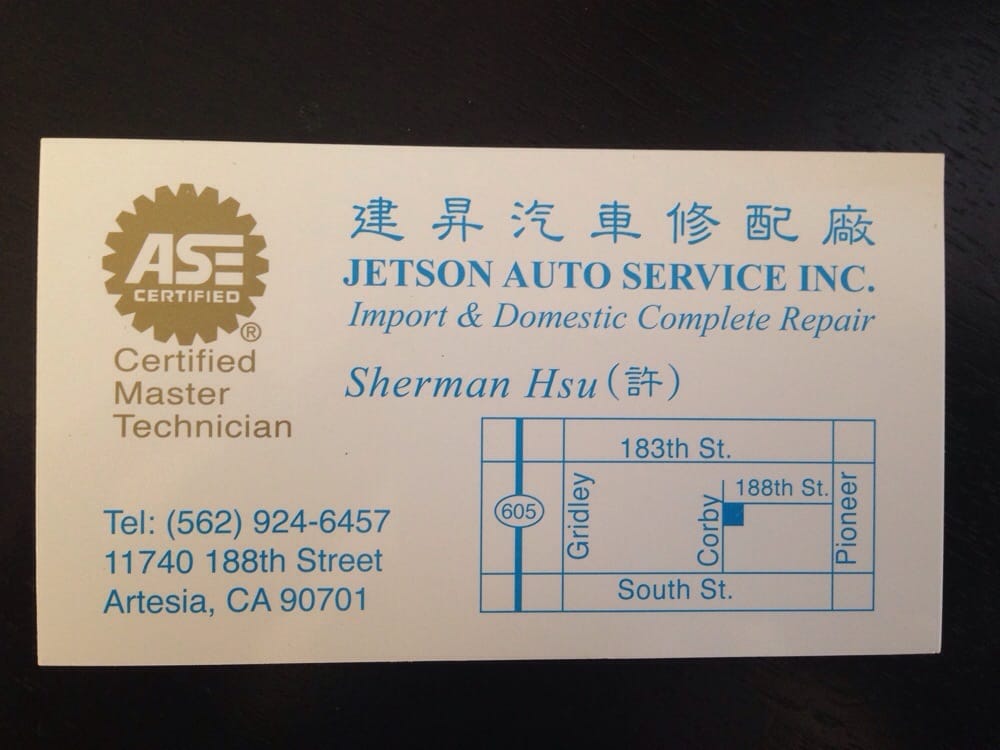 ASE
CERTIFIED
®
Certified
Master
Technician
建昇汽車修配廠
JETSON AUTO SERVICE INC.
Import & Domestic Complete Repair
Sherman Hsu (許)
Tel: (562) 924-6457
11740 188th Street
Artesia, CA 90701
183th St.
605
Gridley
Corby
188th St.
Pioneer
South St.